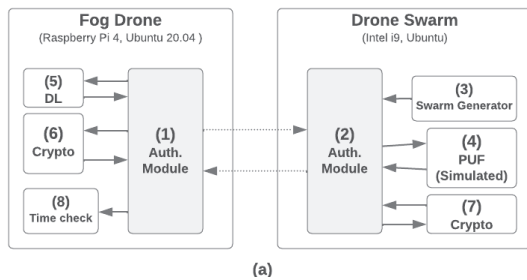 Fog Drone
(Raspberry Pi 4, Ubuntu 20.04 )
(5)
DL
(6)
Crypto
(8)
Time check
(1)
Auth.
Module
Drone Swarm
(Intel i9, Ubuntu)
(2)
Auth.
Module
(3)
Swarm Generator
(4)
PUF
(Simulated)
(7)
Crypto
(a)